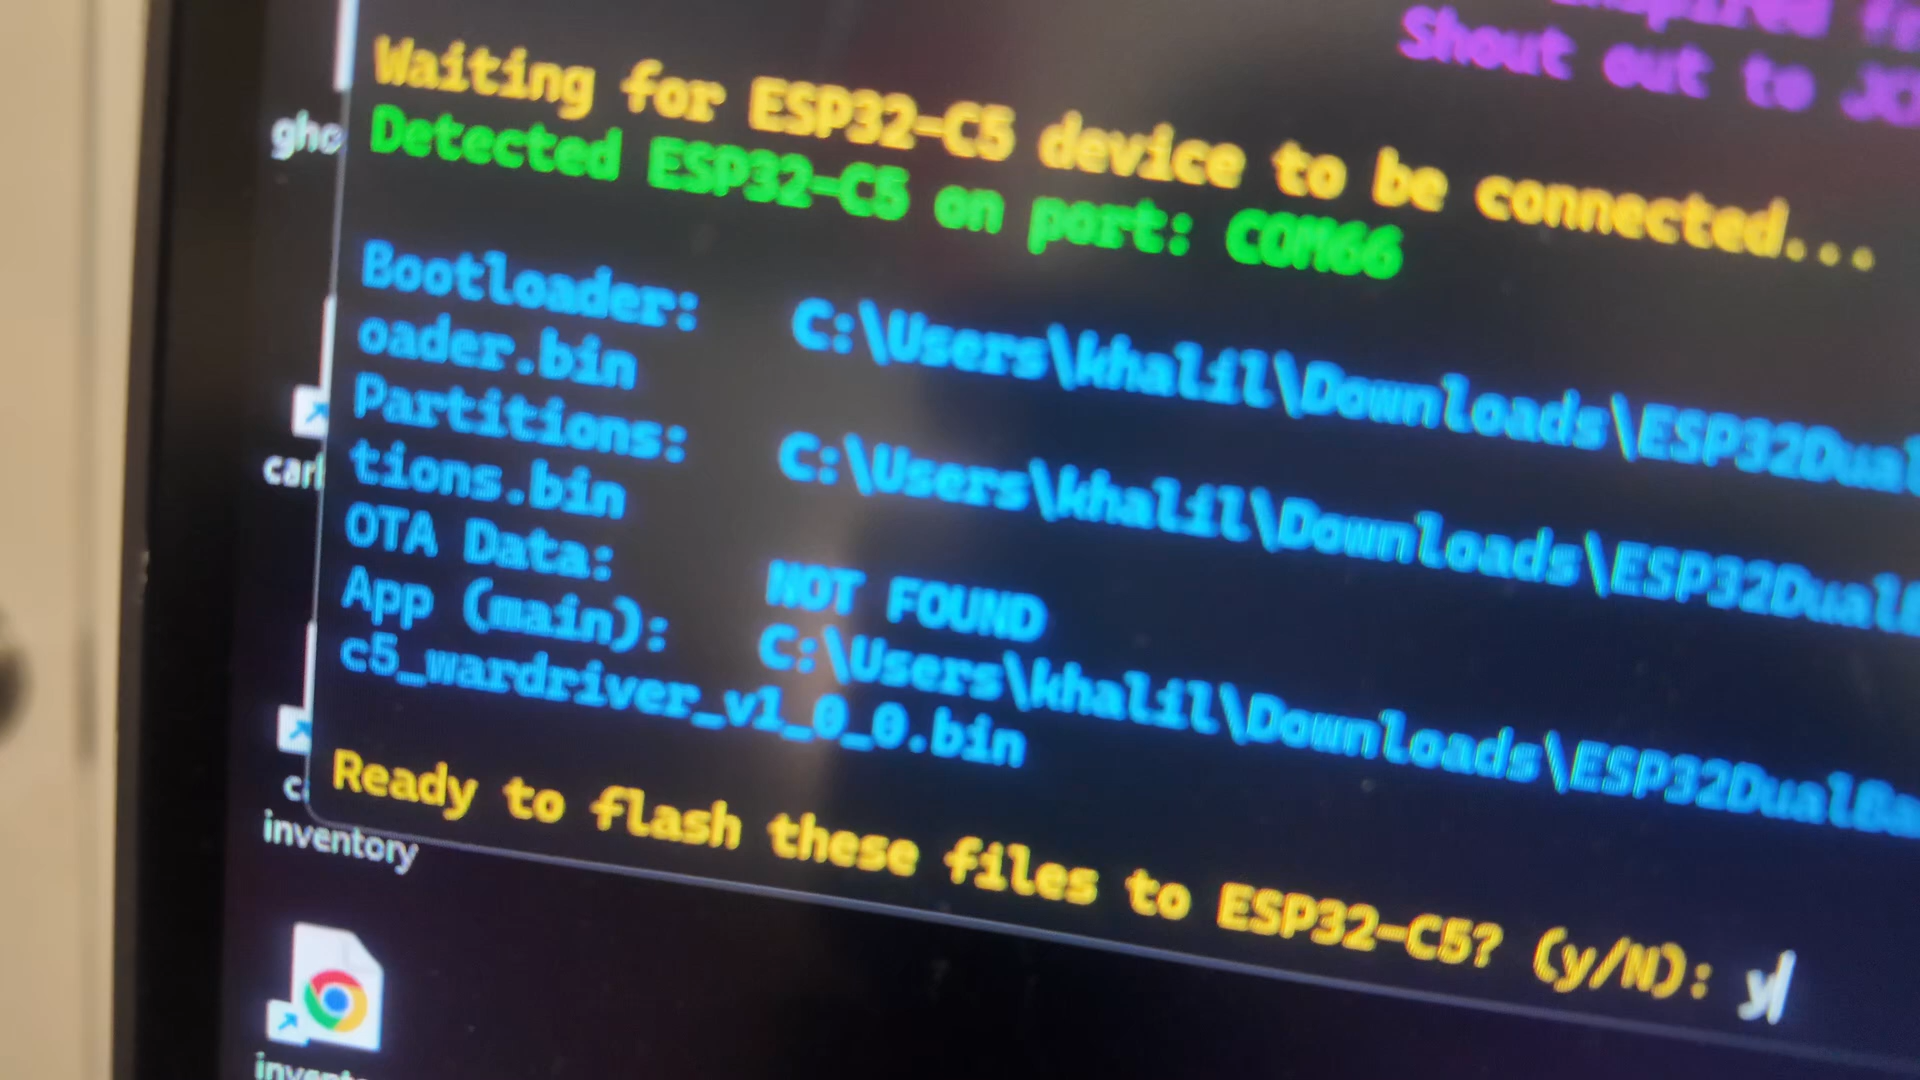 Shout out to
Waiting for ESP32-C5 device to be connected...
Detected ESP32-C5 on port: COM66
Bootloader: C:\Users\khalil\Downloads\ESP32Dual
oader.bin
Partitions: C:\Users\khalil\Downloads\ESP32Dual
tions.bin
OTA Data: NOT FOUND
App (main): C:\Users\khalil\Downloads\ESP32DualBa
c5_wardriver_v1_0_0.bin
Ready to flash these files to ESP32-C5? (y/N): y
gho
carl
inventory